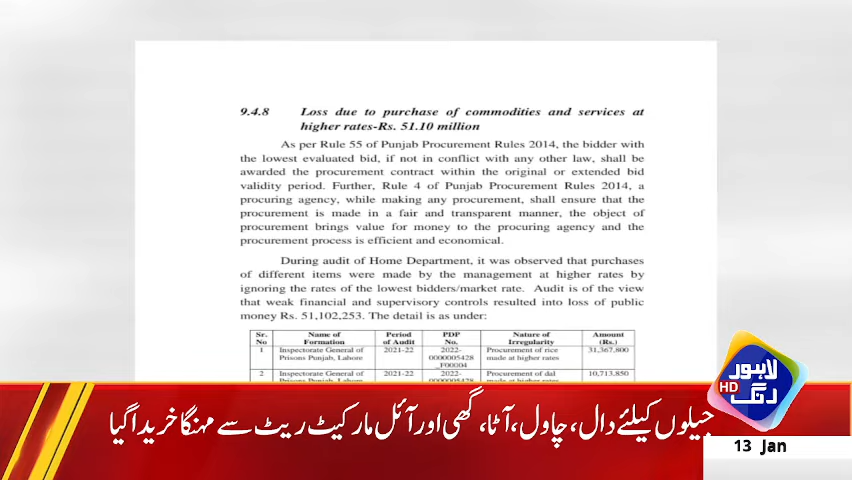 9.4.8 Loss due to purchase of commodities and services at
higher rates-Rs. 51.10 million
As per Rule 55 of Punjab Procurement Rules 2014, the bidder with
the lowest evaluated bid, if not in conflict with any other law, shall be
awarded the procurement contract within the original or extended bid
validity period. Further, Rule 4 of Punjab Procurement Rules 2014, a
procuring agency, while making any procurement, shall ensure that the
procurement is made in a fair and transparent manner, the object of
procurement brings value for money to the procuring agency and the
procurement process is efficient and economical.
During audit of Home Department, it was observed that purchases
of different items were made by the management at higher rates by
ignoring the rates of the lowest bidders/market rate. Audit is of the view
that weak financial and supervisory controls resulted into loss of public
money Rs. 51,102,253. The detail is as under:
Sr. No Name of Formation Period of Audit PDP No. Nature of Irregularity Amount (Rs.)
1 Inspectorate General of Prisons Punjab, Lahore 2021-22 2022-0000005428_F00004 Procurement of rice made at higher rates 31,367,800
2 Inspectorate General of Prisons Punjab, Lahore 2021-22 2022-0000005428 Procurement of dal made at higher rates 10,713,850
لاہور
رنگ
HD
جیلوں کیلئے دال، چاول، آٹا، گھی اور آئل مارکیٹ ریٹ سے مہنگا خریدا گیا
13 Jan